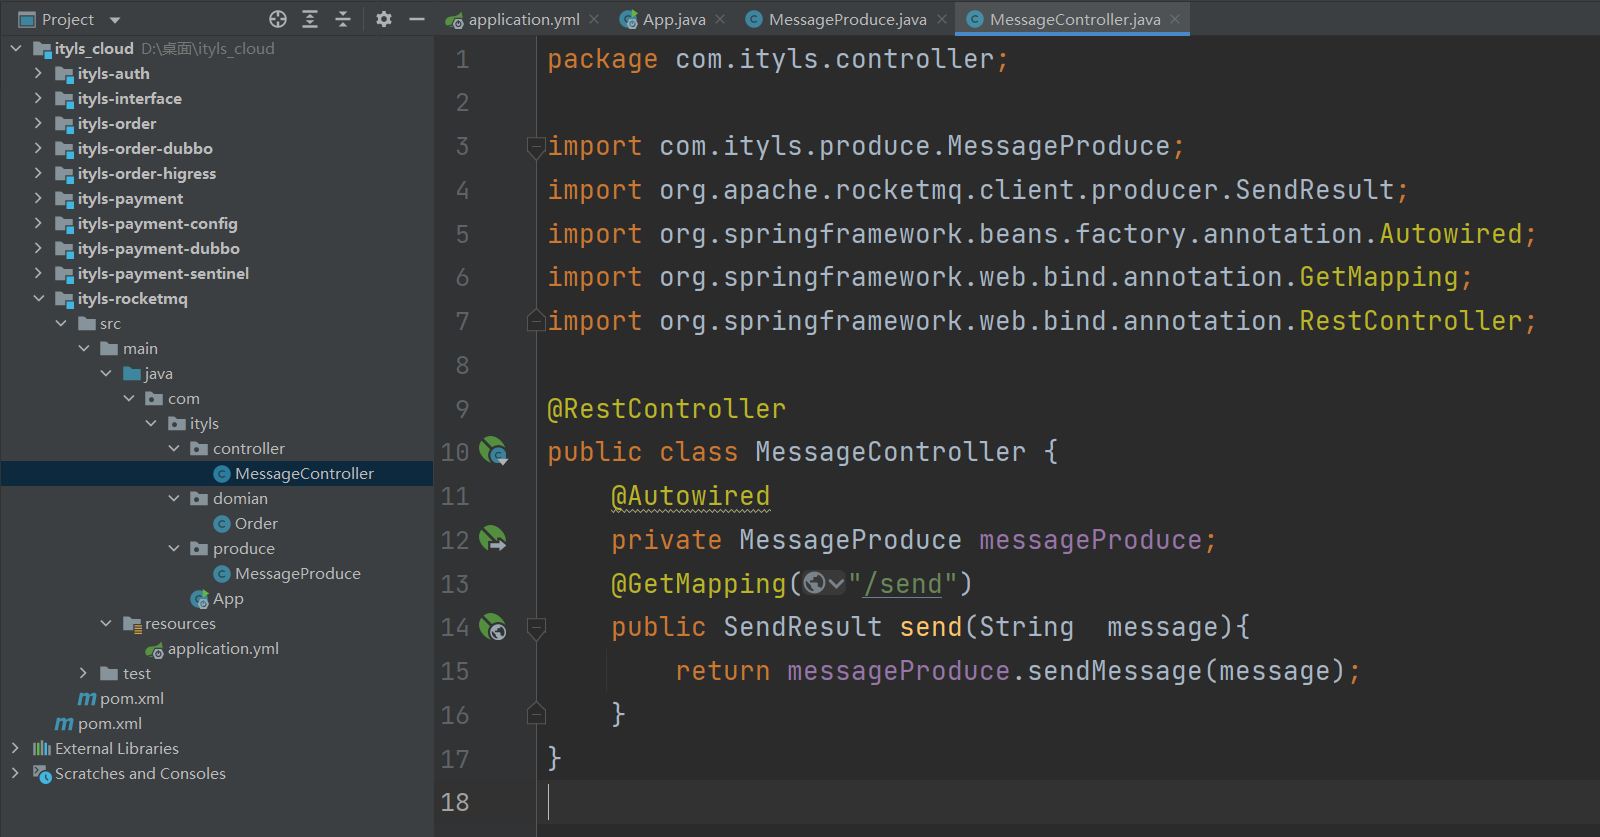 Project
application.yml
App.java
MessageProduce.java
MessageController.java
ityls_cloud D:\桌面\ityls_cloud
ityls-auth
ityls-interface
ityls-order
ityls-order-dubbo
ityls-order-higress
ityls-payment
ityls-payment-config
ityls-payment-dubbo
ityls-payment-sentinel
ityls-rocketmq
src
main
java
com
ityls
controller
MessageController
domian
Order
produce
MessageProduce
App
resources
application.yml
test
pom.xml
pom.xml
External Libraries
Scratches and Consoles
1 package com.ityls.controller;
2
3 import com.ityls.produce.MessageProduce;
4 import org.apache.rocketmq.client.producer.SendResult;
5 import org.springframework.beans.factory.annotation.Autowired;
6 import org.springframework.web.bind.annotation.GetMapping;
7 import org.springframework.web.bind.annotation.RestController;
8
9 @RestController
10 public class MessageController {
11 @Autowired
12 private MessageProduce messageProduce;
13 @GetMapping("/send")
14 public SendResult send(String  message){
15 return messageProduce.sendMessage(message);
16 }
17 }
18